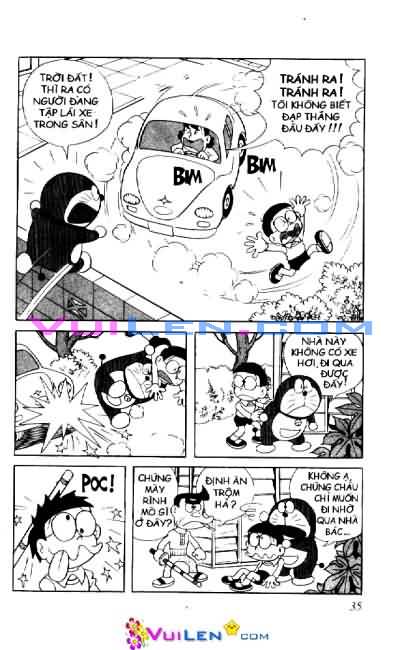 TRỜI ĐẤT!
THÌ RA CÓ
NGƯỜI ĐANG
TẬP LÁI XE
TRONG SÂN!
TRÁNH RA!
TRÁNH RA!
TÔI KHÔNG BIẾT
ĐẠP THẮNG
ĐÂU ĐẤY!!!
BIM
BIM
VUILEN.COM
NHÀ NÀY
KHÔNG CÓ XE
HƠI, ĐI QUA
ĐƯỢC
ĐẤY!
POC!
CHÚNG
MÀY
RÌNH
MÒ GÌ
Ở ĐÂY?
ĐỊNH ĂN
TRỘM
HẢ?
KHÔNG Ạ,
CHÚNG CHÁU
CHỈ MUỐN
ĐI NHỜ
QUA NHÀ
BÁC...
35
VUILEN.COM